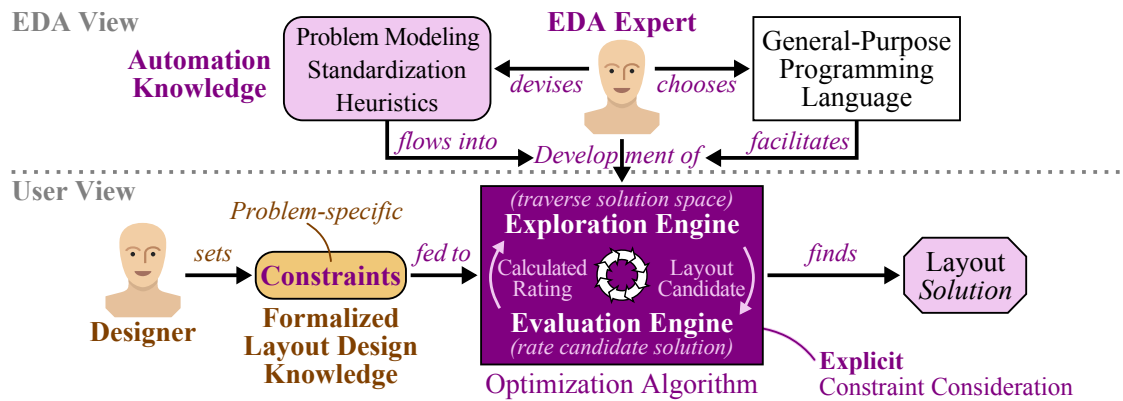 EDA View
EDA Expert
Automation
Knowledge
Problem Modeling
Standardization
Heuristics
devises
chooses
General-Purpose
Programming
Language
flows into
Development of
facilitates
User View
Problem-specific
Designer
sets
Constraints
Formalized
Layout Design
Knowledge
fed to
(traverse solution space)
Exploration Engine
Calculated
Rating
Layout
Candidate
Evaluation Engine
(rate candidate solution)
Optimization Algorithm
finds
Layout
Solution
Explicit
Constraint Consideration